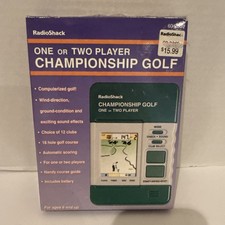 RadioShack
RadioShack
$15.99
ONE OR TWO PLAYER
CHAMPIONSHIP GOLF
• Computerized golf!
• Wind-direction,
ground-condition and
exciting sound effects
• Choice of 13 clubs
• 18 hole golf course
• Automatic scoring
• For one or two players
• Handy course guide
• Includes battery
RadioShack
CHAMPIONSHIP GOLF
ONE OR TWO PLAYER
For ages 8 and up